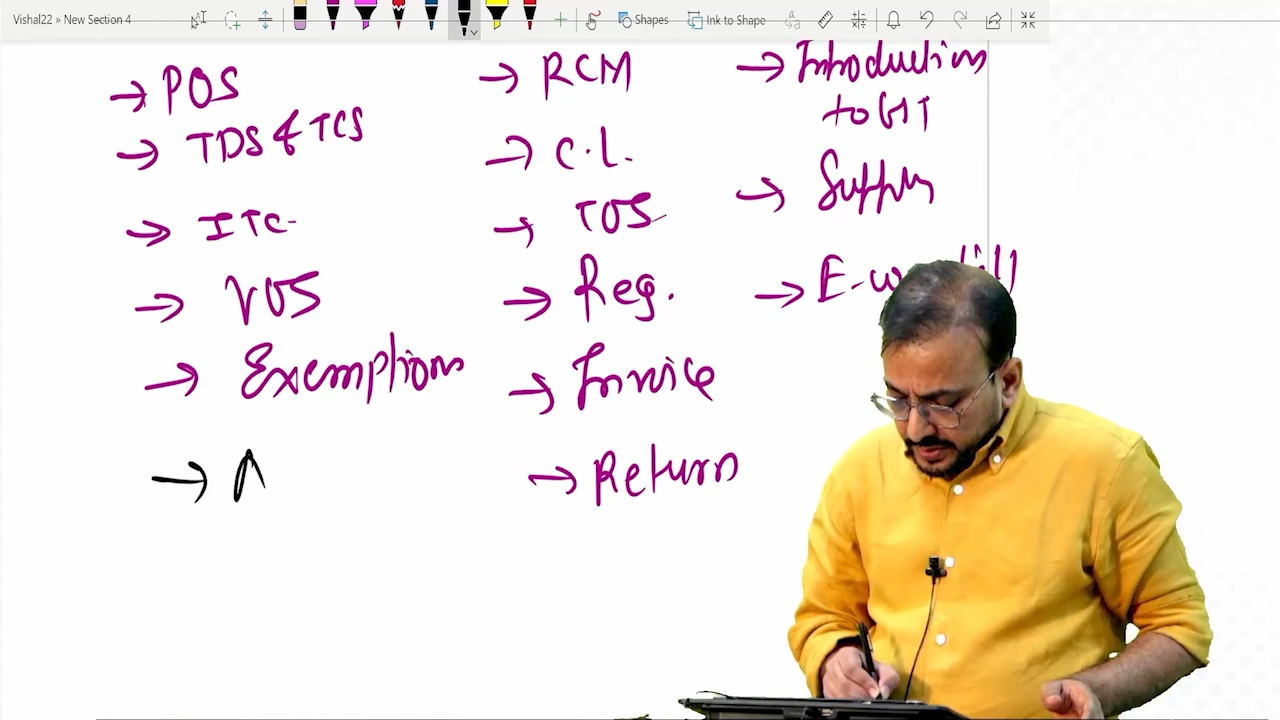 Vishal22 » New Section 4
Shapes
Ink to Shape
→ POS
→ TDS & TCS
→ ITC
→ VOS
→ Exemptions
→
→ RCM
→ C.L.
→ TOS
→ Reg.
→ Invoice
→ Return
→ Introduction
to GST
→ Supply
→